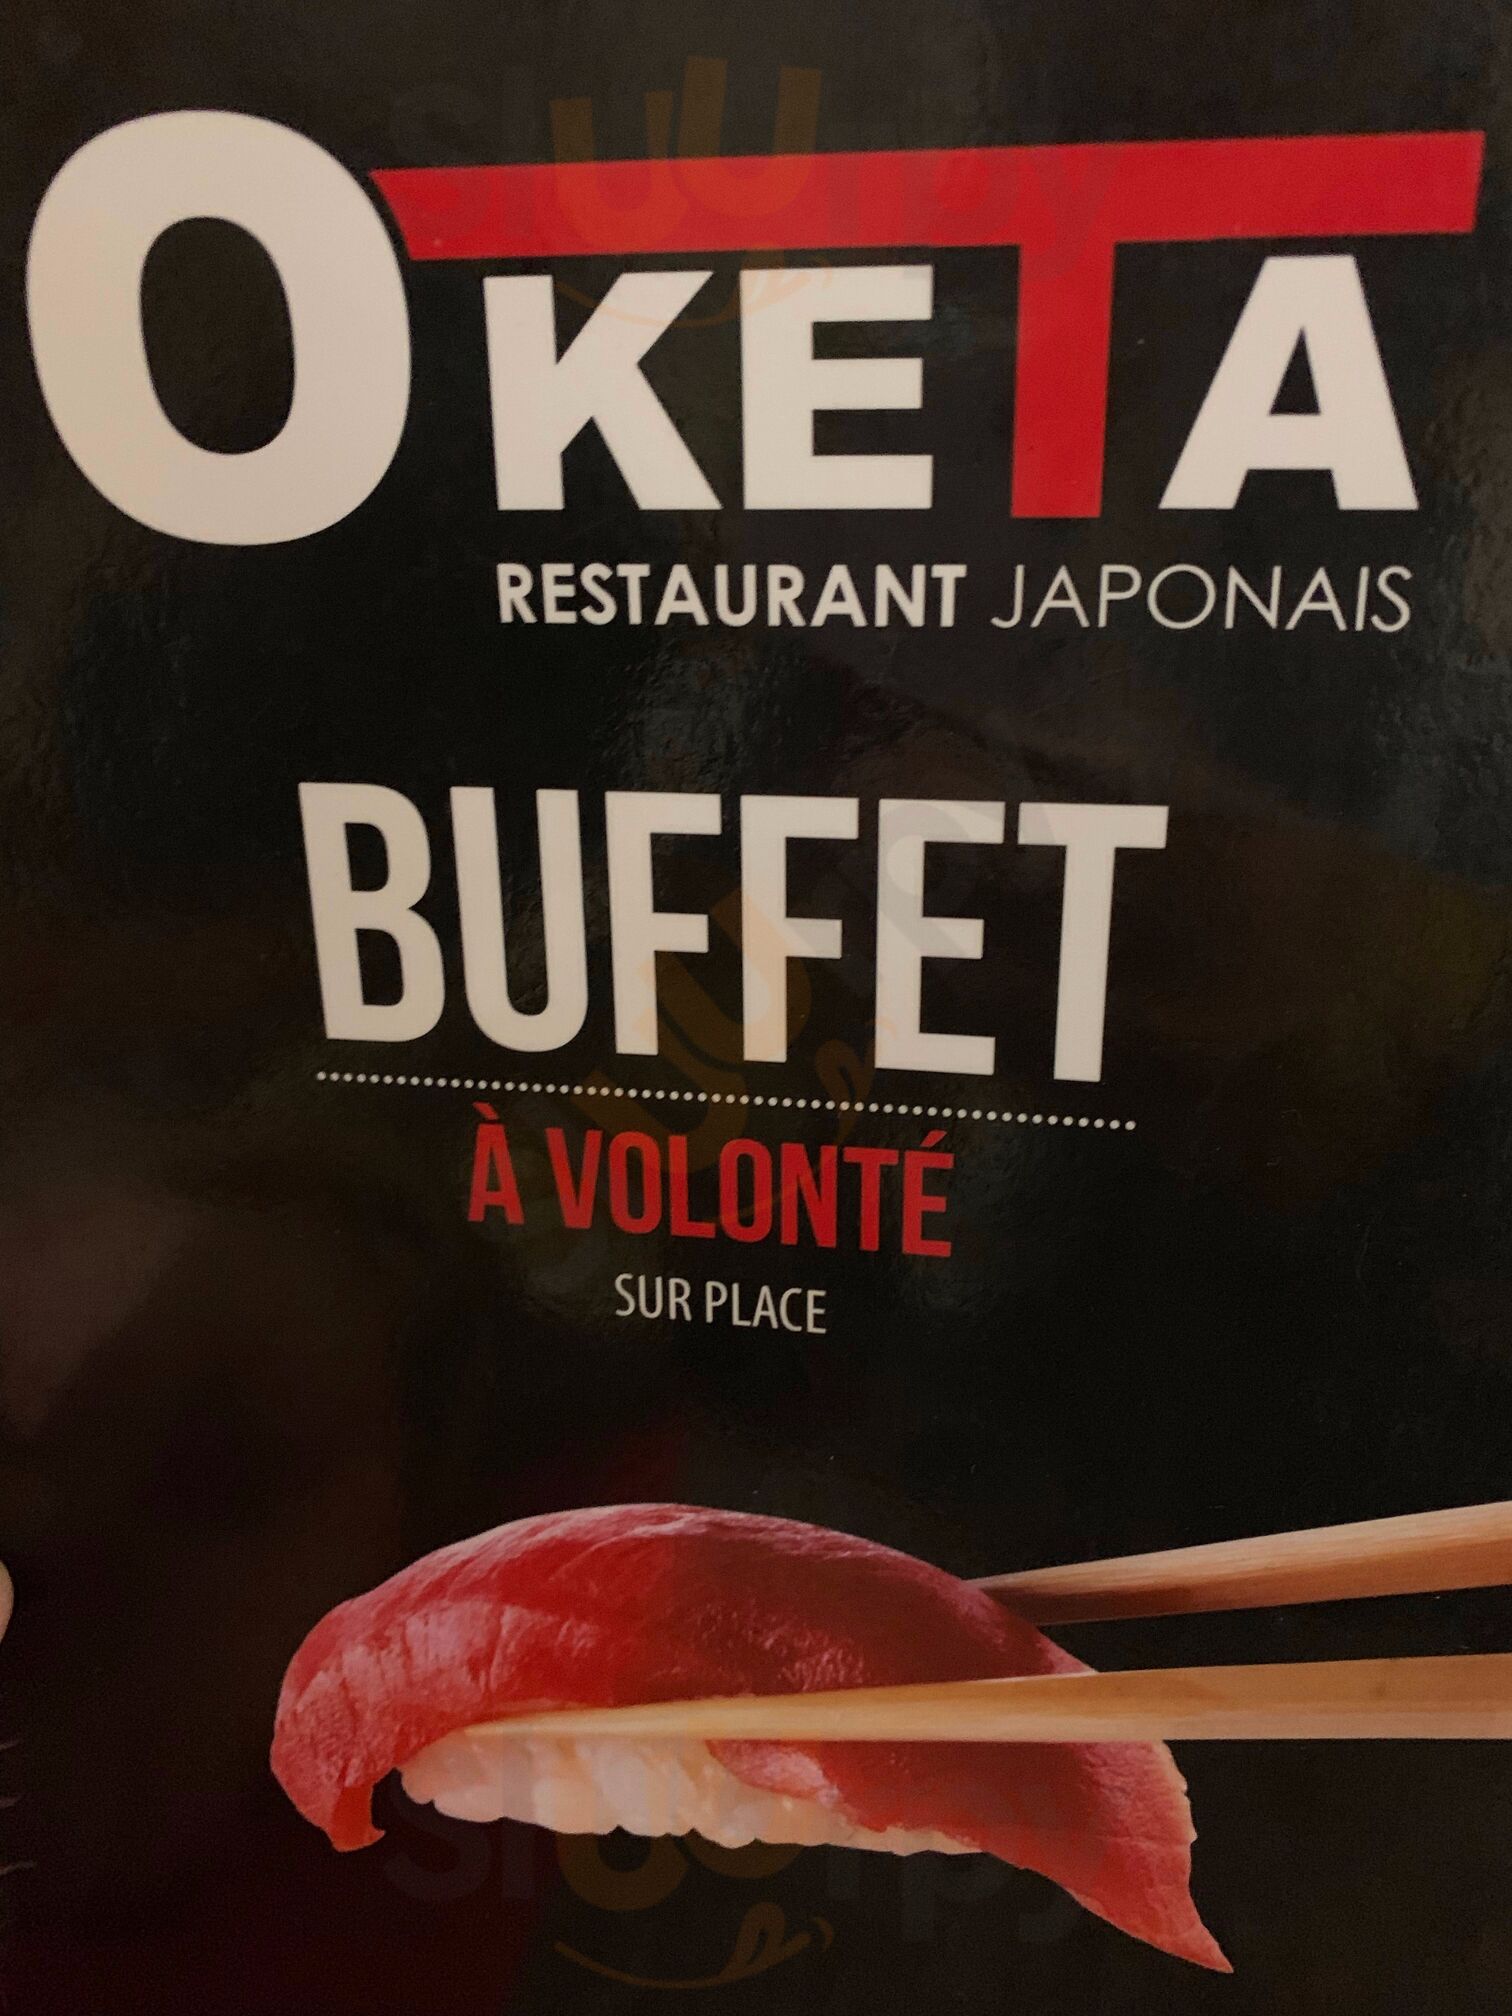 OKETA
RESTAURANT JAPONAIS
BUFFET
À VOLONTÉ
SUR PLACE